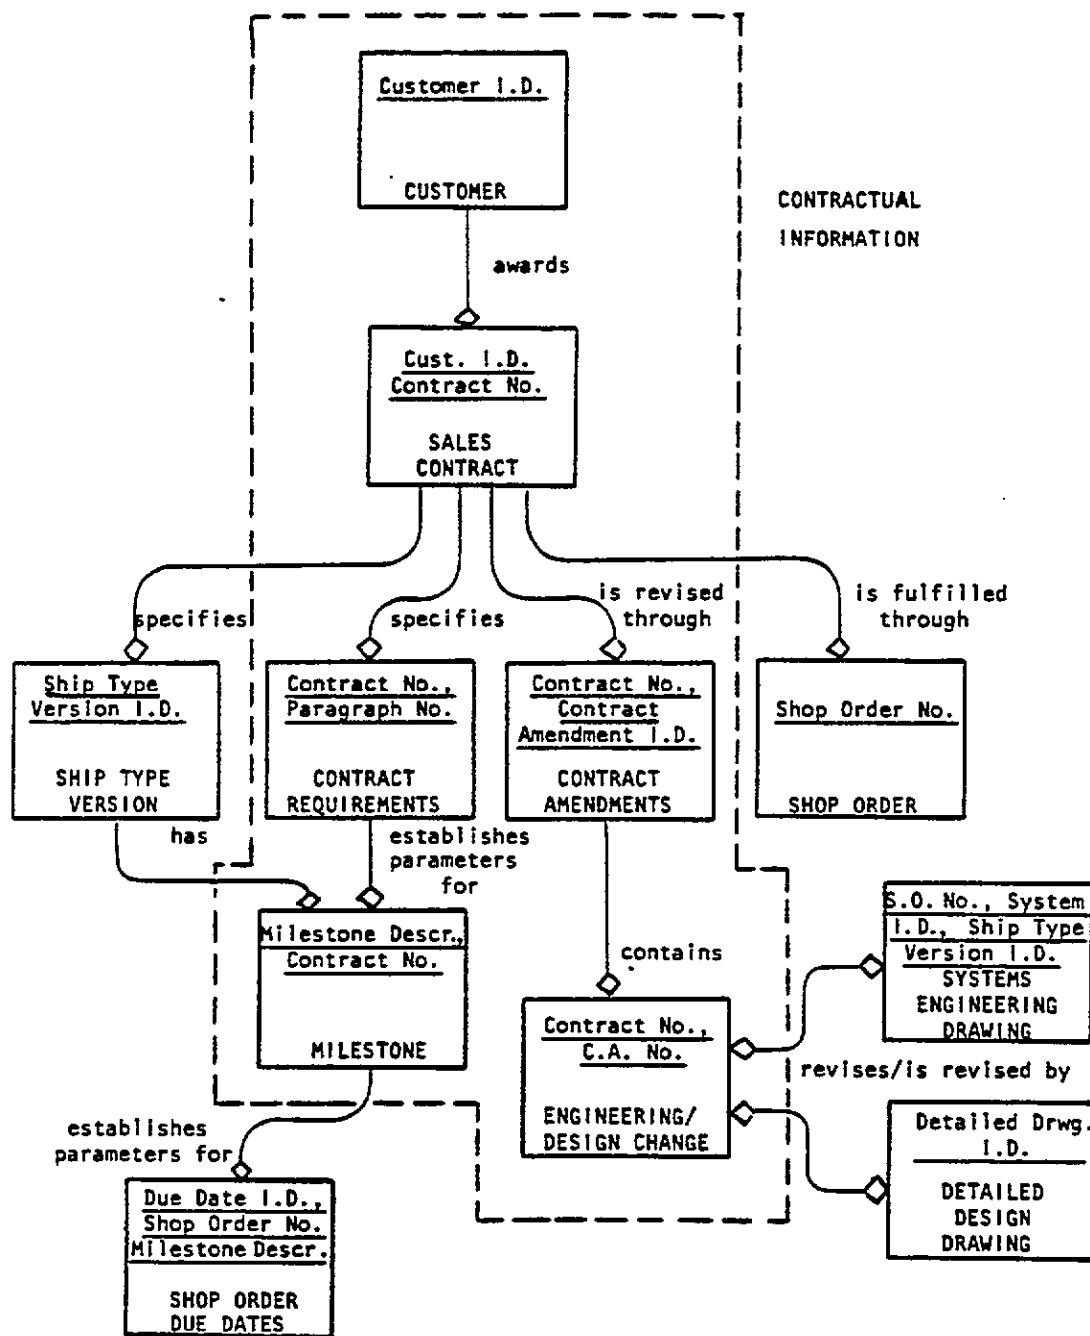 Customer I.D.
CUSTOMER
CONTRACTUAL
INFORMATION
awards
Cust. I.D.
Contract No.
SALES
CONTRACT
specifies
specifies
is revised
through
is fulfilled
through
Ship Type
Version I.D.
SHIP TYPE
VERSION
Contract No.,
Paragraph No.
CONTRACT
REQUIREMENTS
Contract No.,
Contract
Amendment I.D.
CONTRACT
AMENDMENTS
Shop Order No.
SHOP ORDER
has
establishes
parameters
for
Milestone Descr.,
Contract No.
MILESTONE
contains
Contract No.,
C.A. No.
ENGINEERING/
DESIGN CHANGE
S.O. No., System
I.D., Ship Type
Version I.D.
SYSTEMS
ENGINEERING
DRAWING
revises/is revised by
Detailed Drwg.
I.D.
DETAILED
DESIGN
DRAWING
establishes
parameters for
Due Date I.D.,
Shop Order No.
Milestone Descr.
SHOP ORDER
DUE DATES